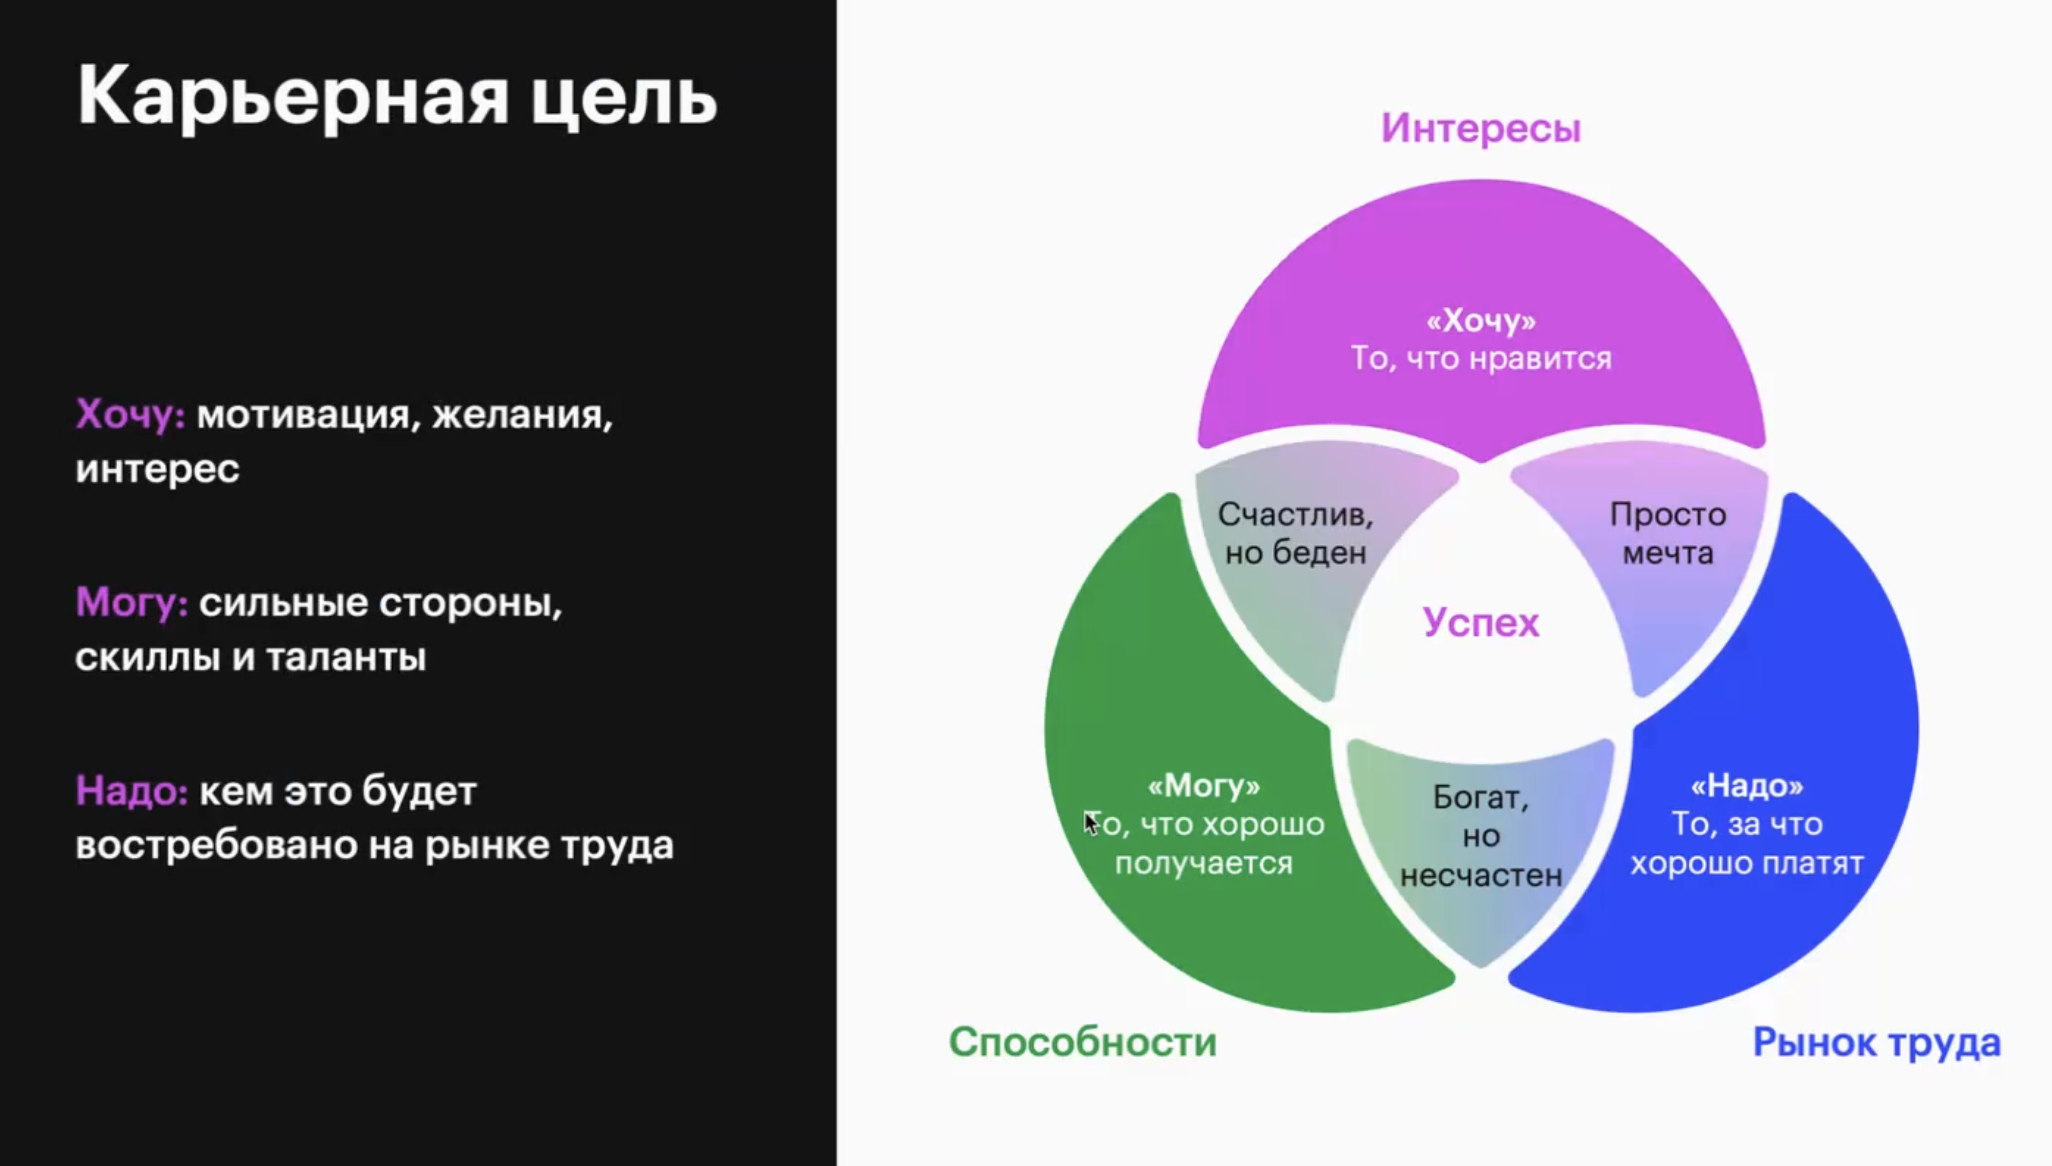 Карьерная цель
Хочу: мотивация, желания,
интерес
Могу: сильные стороны,
скиллы и таланты
Надо: кем это будет
востребовано на рынке труда
Интересы
«Хочу»
То, что нравится
Счастлив,
но беден
Просто
мечта
Успех
«Могу»
То, что хорошо
получается
Богат,
но
несчастен
«Надо»
То, за что
хорошо платят
Способности
Рынок труда